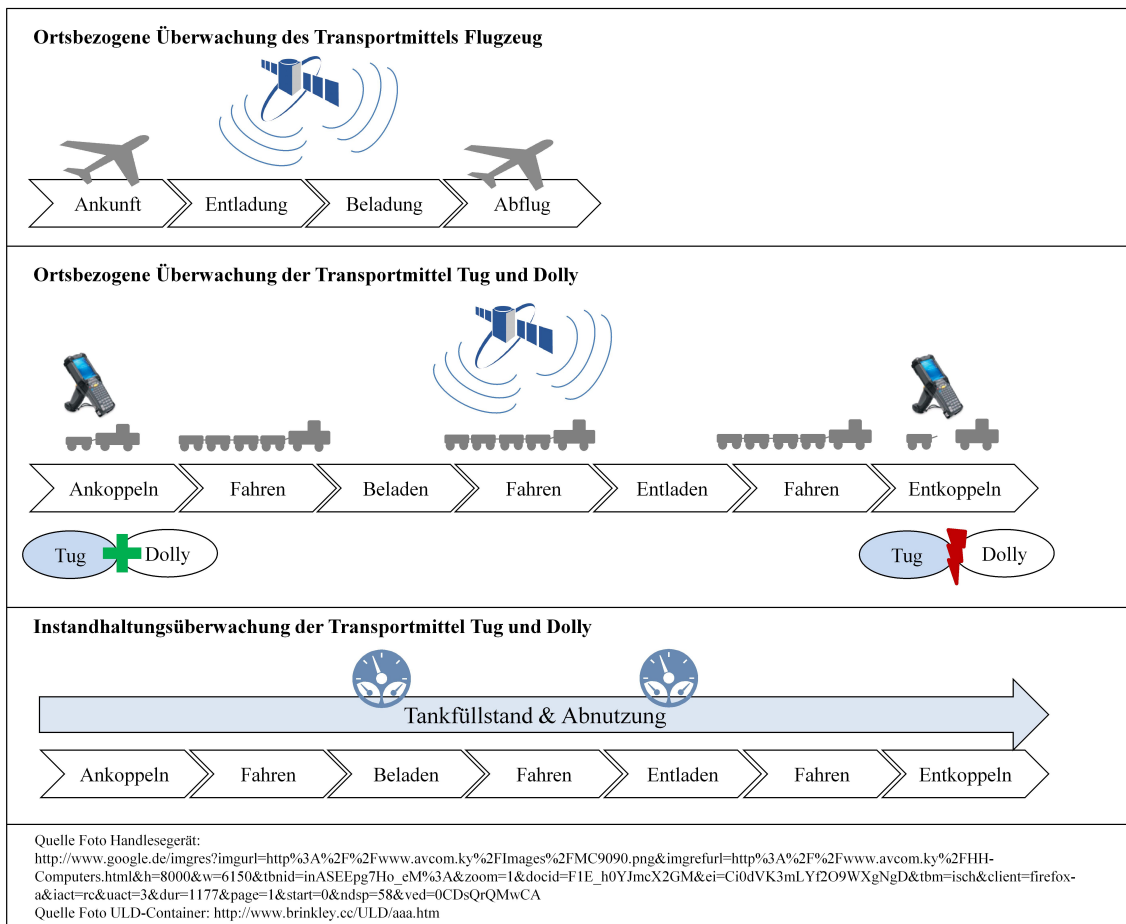 Ortsbezogene Überwachung des Transportmittels Flugzeug
Ankunft Entladung Beladung Abflug
Ortsbezogene Überwachung der Transportmittel Tug und Dolly
Ankoppeln Fahren Beladen Fahren Entladen Fahren Entkoppeln
Tug Dolly Tug Dolly
Instandhaltungsüberwachung der Transportmittel Tug und Dolly
Tankfüllstand & Abnutzung
Ankoppeln Fahren Beladen Fahren Entladen Fahren Entkoppeln
Quelle Foto Handlesegerät:
http://www.google.de/imgres?imgurl=http%3A%2F%2Fwww.avcom.ky%2FImages%2FMC9090.png&imgrefurl=http%3A%2F%2Fwww.avcom.ky%2FHH-
Computers.html&h=8000&w=6150&tbnid=inASEEpg7Ho_eM%3A&zoom=1&docid=F1E_h0YJmcX2GM&ei=Ci0dVK3mLYf2O9WXgNgD&tbm=isch&client=firefox-
a&iact=rc&uact=3&dur=1177&page=1&start=0&ndsp=58&ved=0CDsQrQMwCA
Quelle Foto ULD-Container: http://www.brinkley.cc/ULD/aaa.htm